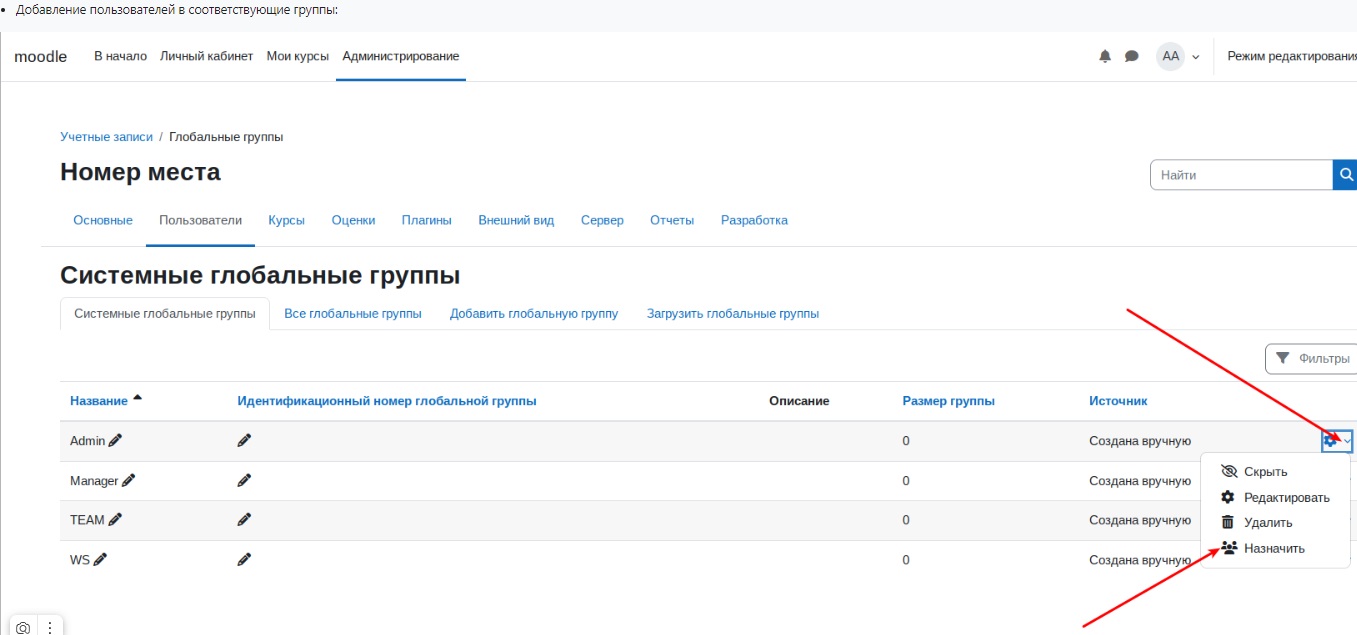 Добавление пользователей в соответствующие группы:
moodle В начало Личный кабинет Мои курсы Администрирование AA Режим редактирования
Учетные записи / Глобальные группы
Номер места
Найти
Основные Пользователи Курсы Оценки Плагины Внешний вид Сервер Отчеты Разработка
Системные глобальные группы
Системные глобальные группы Все глобальные группы Добавить глобальную группу Загрузить глобальные группы
Фильтры
Название Идентификационный номер глобальной группы Описание Размер группы Источник
Admin 0 Создана вручную
Скрыть
Manager 0 Создана вручную
Редактировать
TEAM 0 Создана вручную
Удалить
Назначить
WS 0 Создана вручную